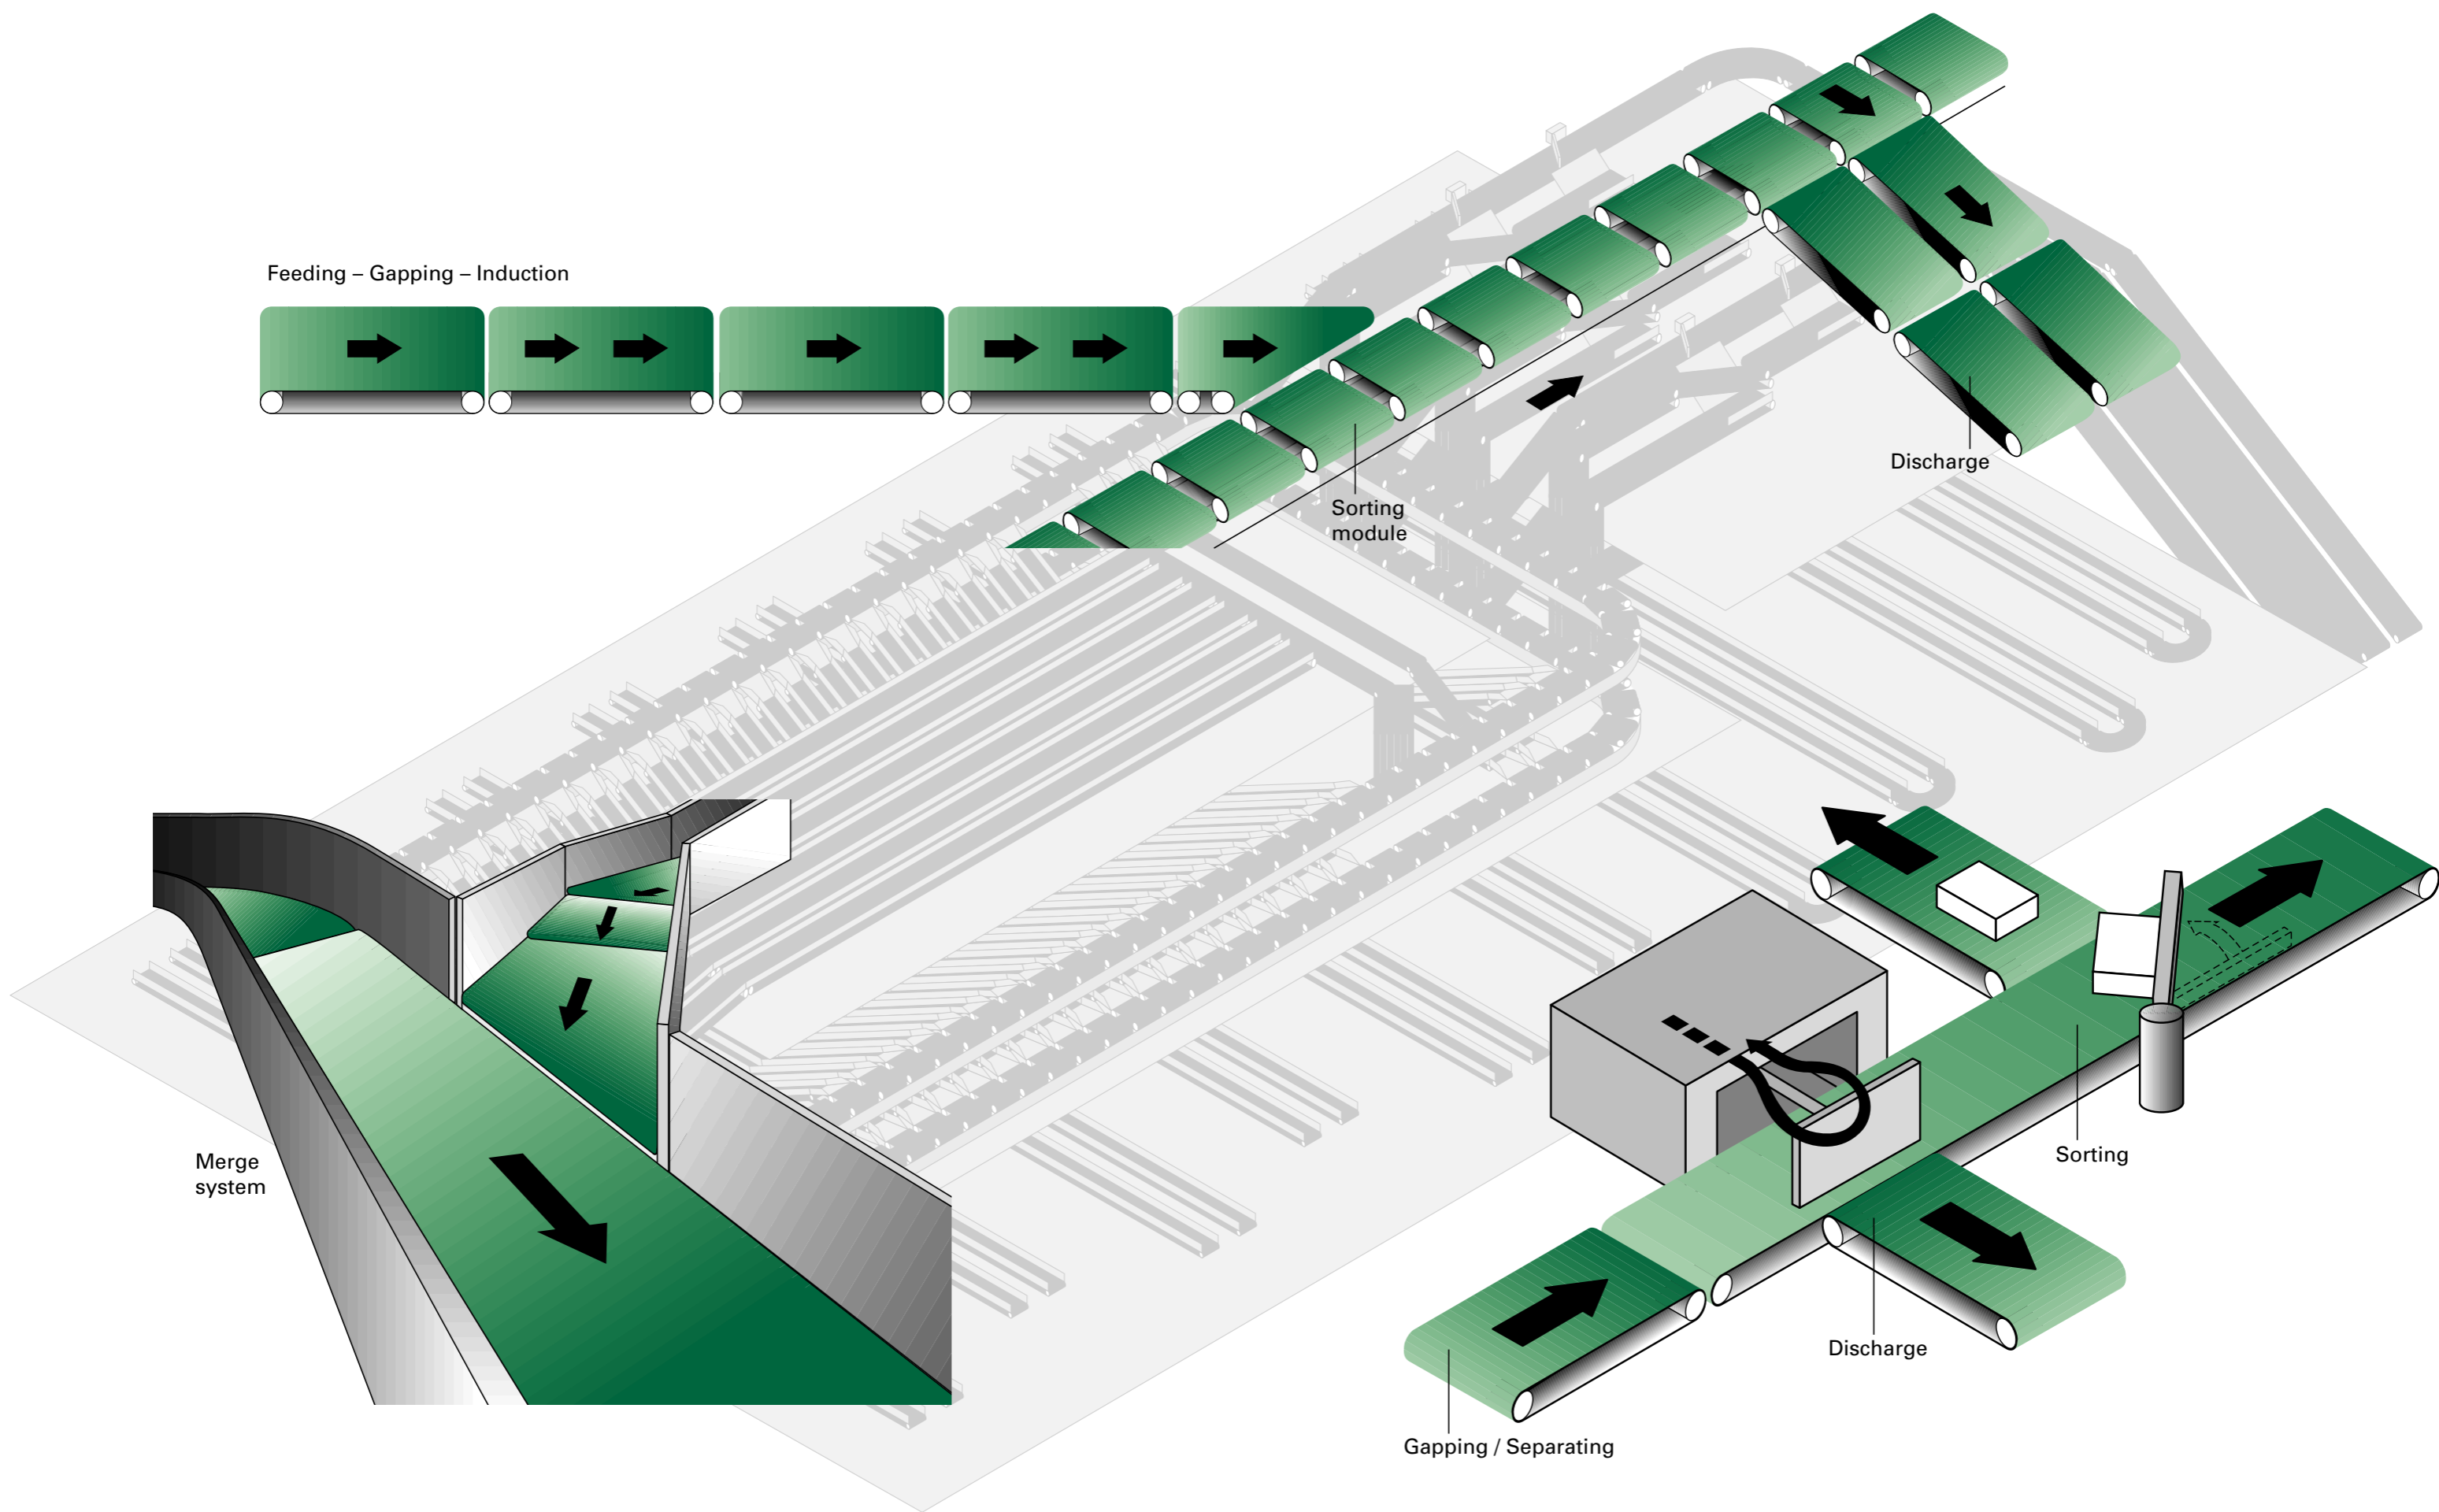 Feeding – Gapping – Induction
Discharge
Sorting
module
Merge
system
Sorting
Discharge
Gapping / Separating